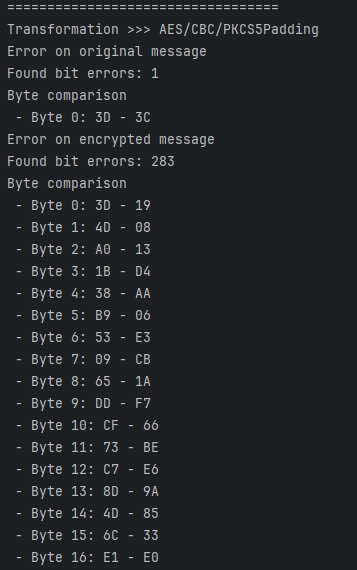 ==================================
Transformation >>> AES/CBC/PKCS5Padding
Error on original message
Found bit errors: 1
Byte comparison
- Byte 0: 3D - 3C
Error on encrypted message
Found bit errors: 283
Byte comparison
- Byte 0: 3D - 19
- Byte 1: 4D - 08
- Byte 2: A0 - 13
- Byte 3: 1B - D4
- Byte 4: 38 - AA
- Byte 5: B9 - 06
- Byte 6: 53 - E3
- Byte 7: 09 - CB
- Byte 8: 65 - 1A
- Byte 9: DD - F7
- Byte 10: CF - 66
- Byte 11: 73 - BE
- Byte 12: C7 - E6
- Byte 13: 8D - 9A
- Byte 14: 4D - 85
- Byte 15: 6C - 33
- Byte 16: E1 - E0